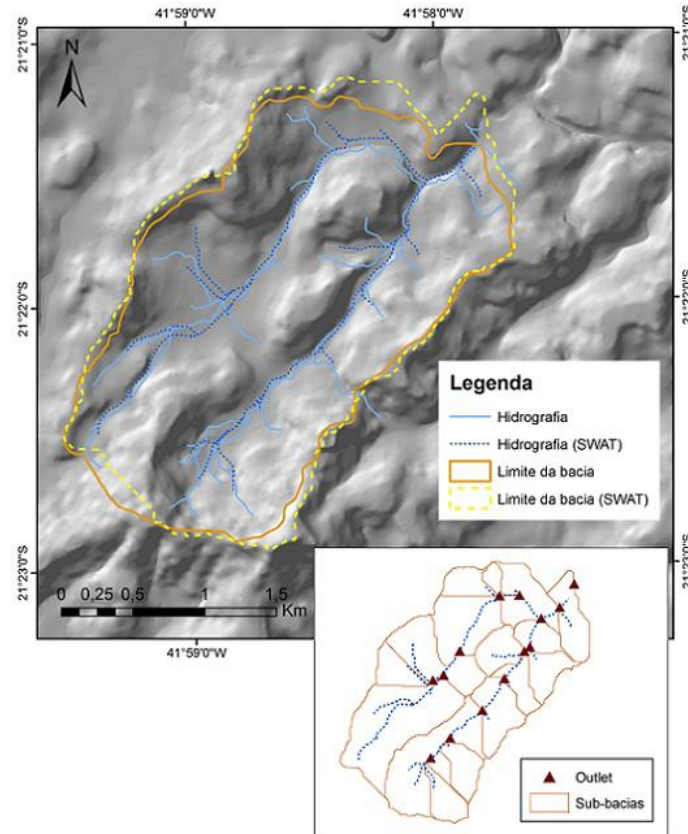 41°59'0"W 41°58'0"W
21°21'0"S 21°21'0"S
N
21°22'0"S 21°22'0"S
Legenda
Hidrografia
Hidrografia (SWAT)
Limite da bacia
Limite da bacia (SWAT)
21°23'0"S 21°23'0"S
0 0,25 0,5 1 1,5
Km
41°59'0"W
Outlet
Sub-bacias